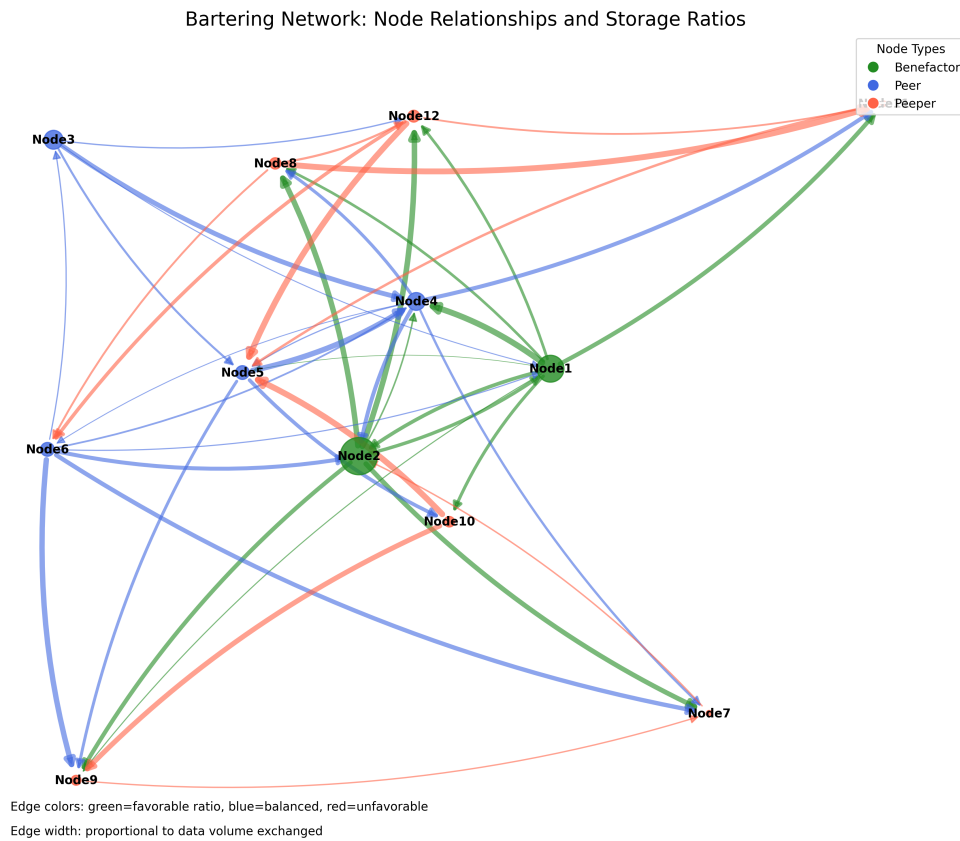 Bartering Network: Node Relationships and Storage Ratios
Node Types
Benefactor
Peer
Peeper
Node12
Node3
Node8
Node4
Node5
Node1
Node6
Node2
Node10
Node7
Node9
Edge colors: green=favorable ratio, blue=balanced, red=unfavorable
Edge width: proportional to data volume exchanged